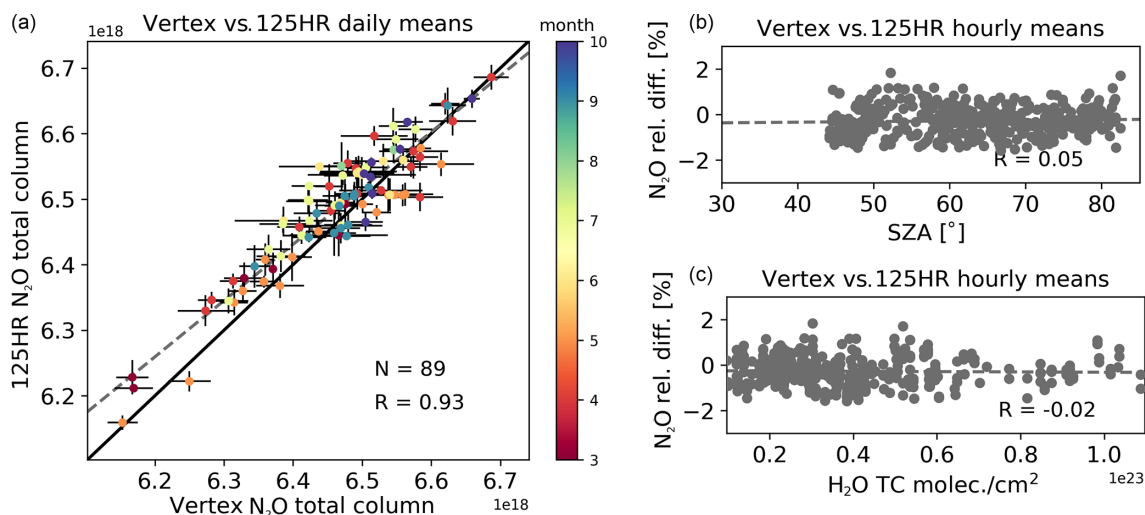 (a)
Vertex vs.125HR daily means
1e18
6.7
6.6
6.5
6.4
6.3
6.2
125HR N₂O total column
N = 89
R = 0.93
6.2 6.3 6.4 6.5 6.6 6.7
Vertex N₂O total column
1e18
month
10
9
8
7
6
5
4
3
(b)
Vertex vs.125HR hourly means
N₂O rel. diff. [%]
2
0
−2
R = 0.05
30 40 50 60 70 80
SZA [°]
(c)
Vertex vs.125HR hourly means
N₂O rel. diff. [%]
2
0
−2
R = -0.02
0.2 0.4 0.6 0.8 1.0
H₂O TC molec./cm²
1e23